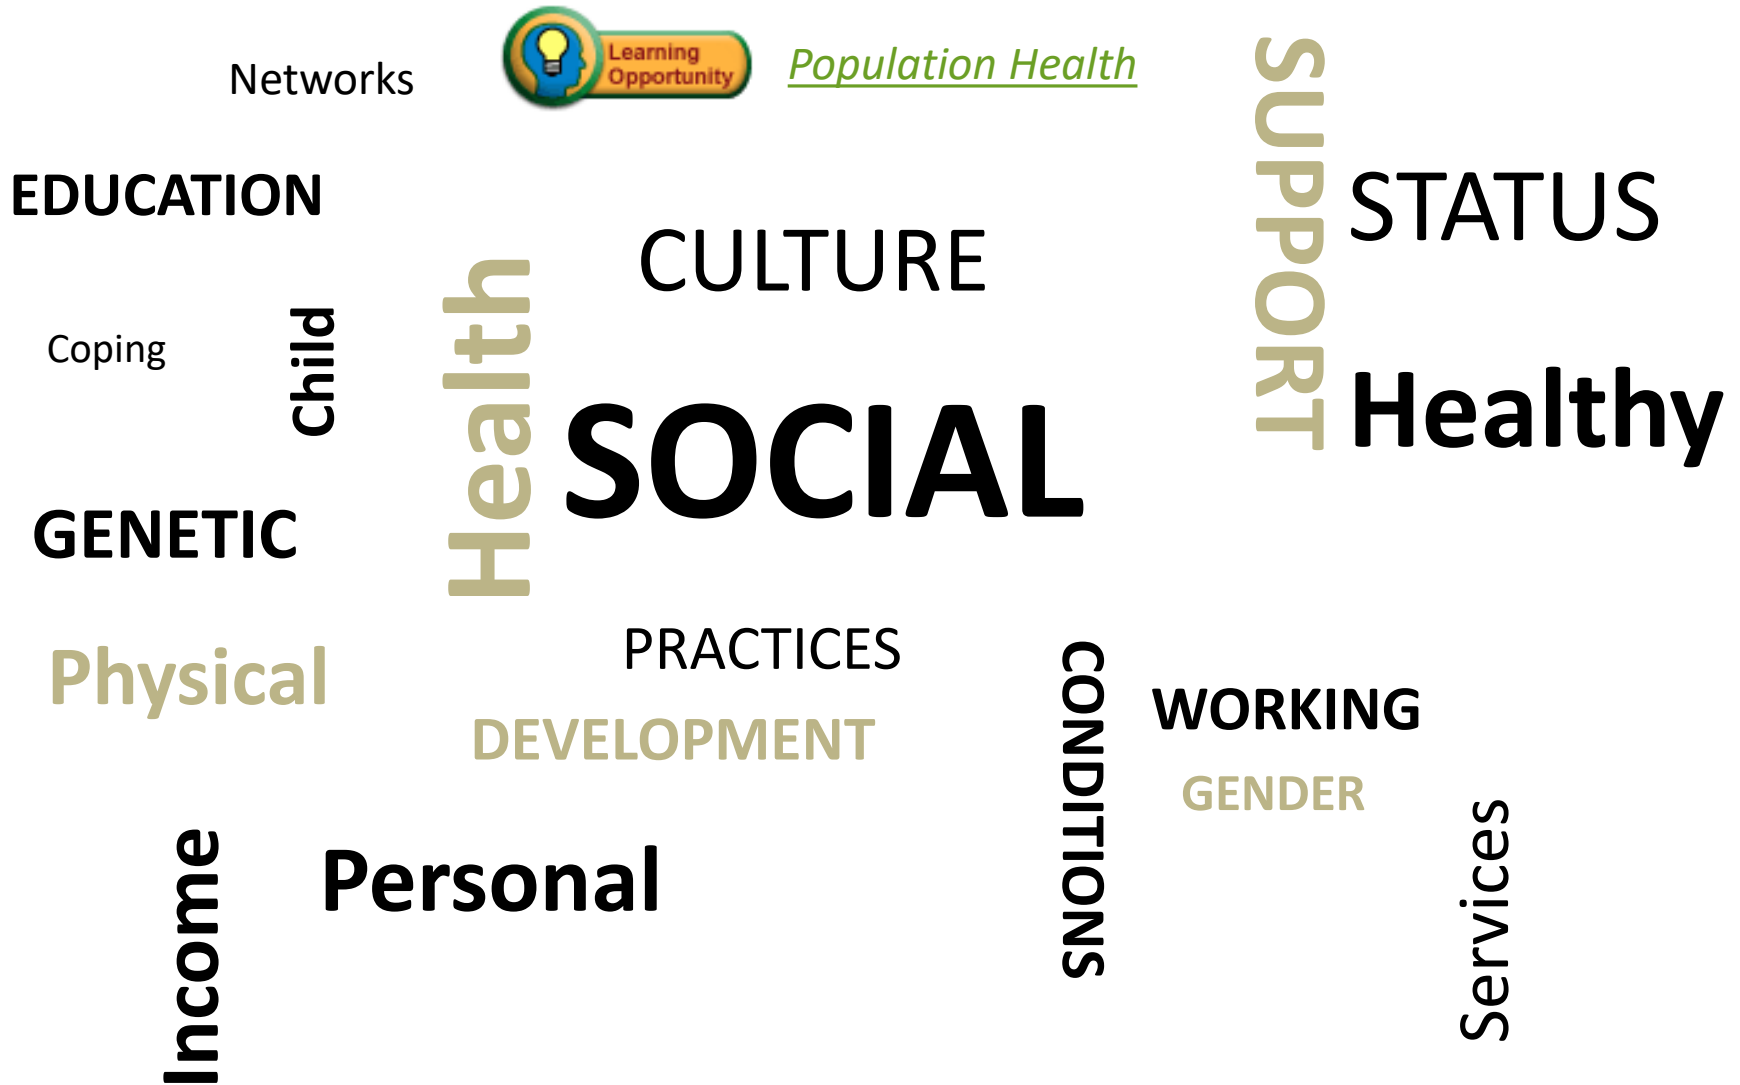 Networks
Learning
Opportunity
Population Health
SUPPORT
EDUCATION
STATUS
CULTURE
Health
Child
Coping
Healthy
SOCIAL
GENETIC
PRACTICES
Physical
CONDITIONS
WORKING
DEVELOPMENT
GENDER
Income
Personal
Services